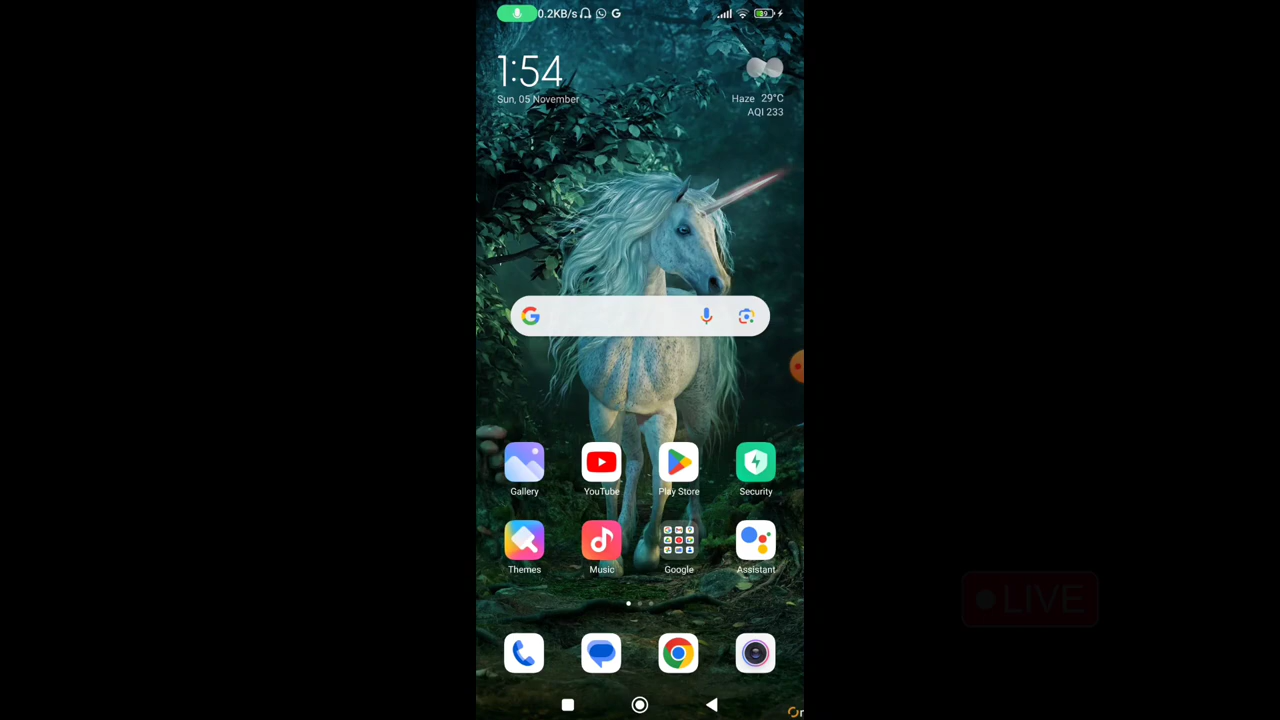 0.2KB/s
39
1:54
Sun, 05 November
Haze 29°C
AQI 233
Gallery
YouTube
Play Store
Security
Themes
Music
Google
Assistant
LIVE